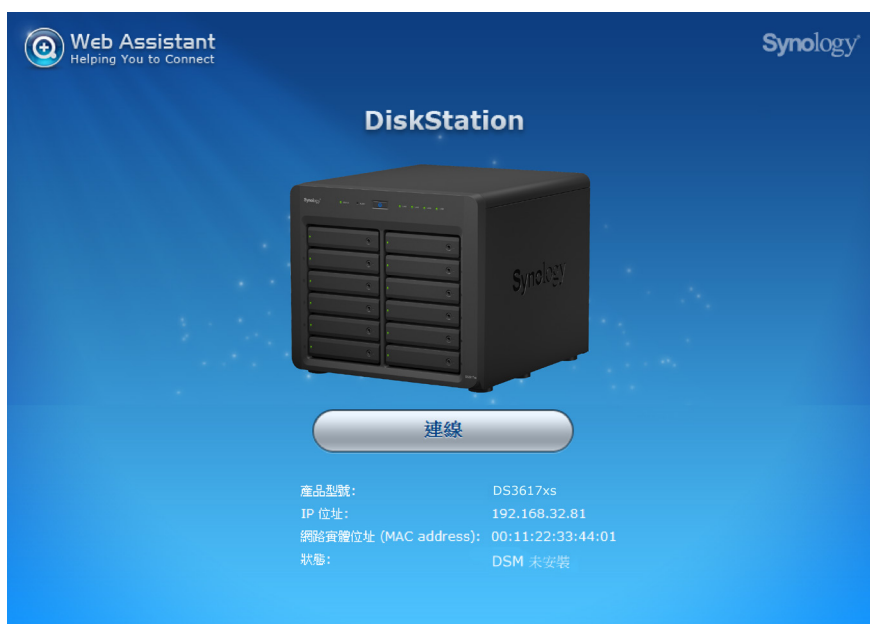 Web Assistant
Helping You to Connect
Synology
DiskStation
Synology
Synology
連線
產品型號: DS3617xs
IP 位址: 192.168.32.81
網路實體位址 (MAC address): 00:11:22:33:44:01
狀態: DSM 未安裝